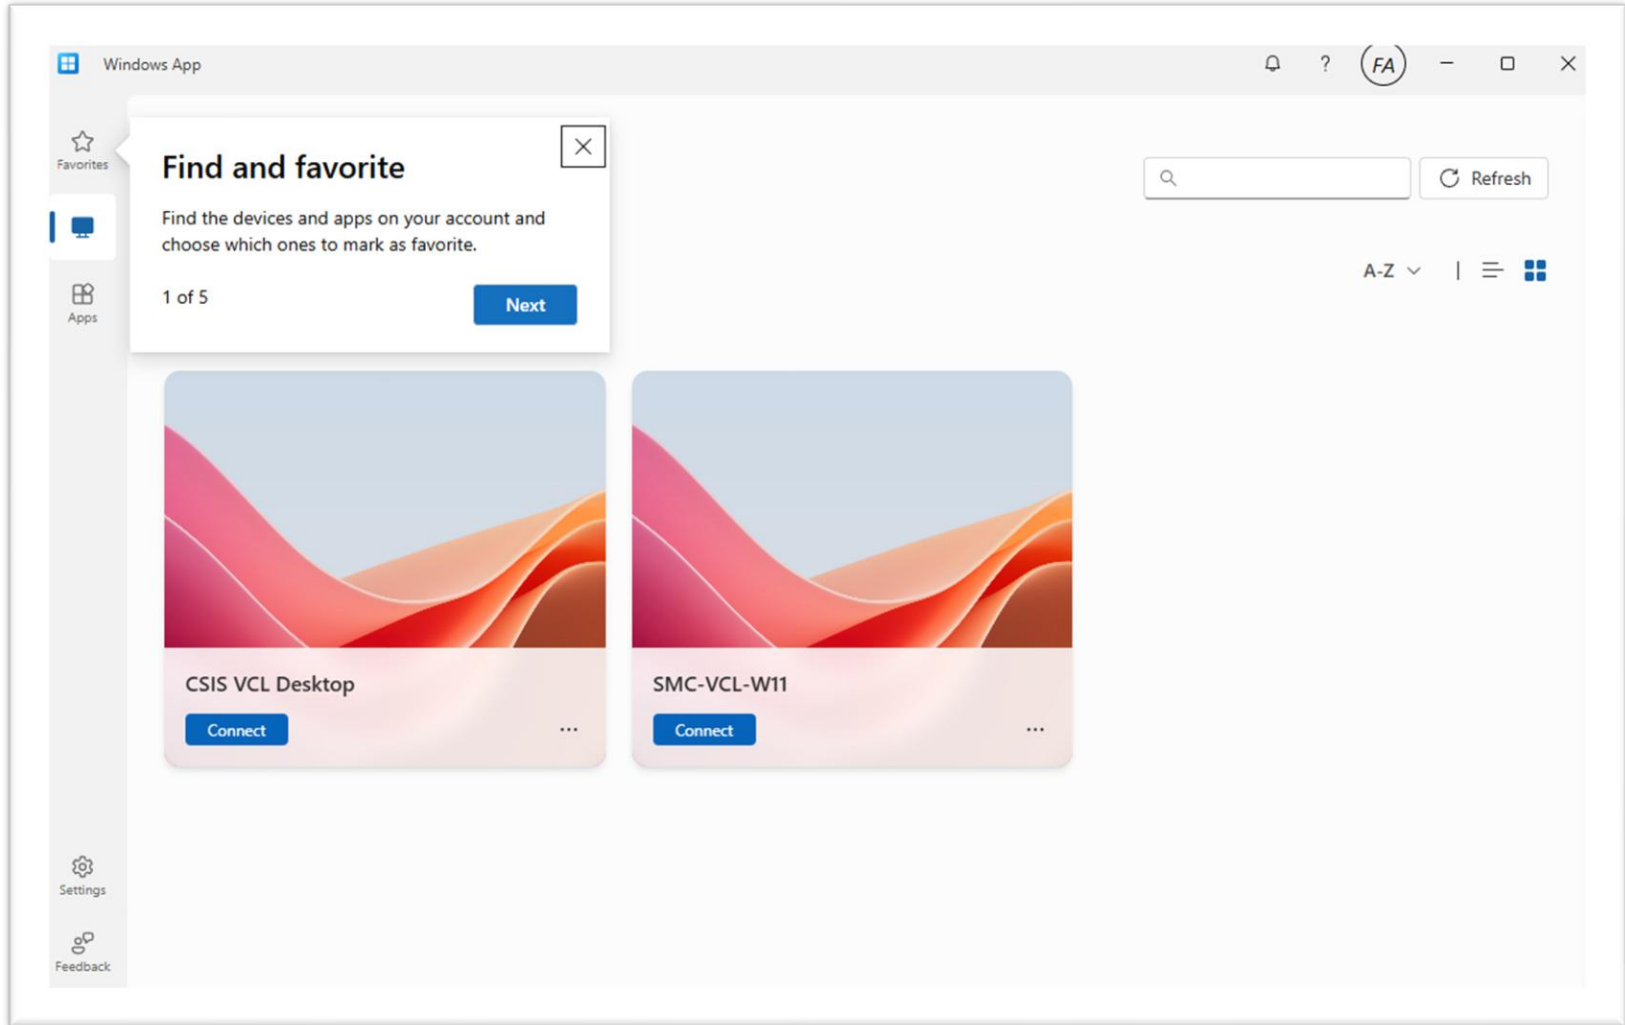 Windows App
?
FA
Favorites
Find and favorite
Find the devices and apps on your account and
choose which ones to mark as favorite.
1 of 5
Next
Refresh
A-Z
Apps
CSIS VCL Desktop
Connect
...
SMC-VCL-W11
Connect
...
Settings
Feedback